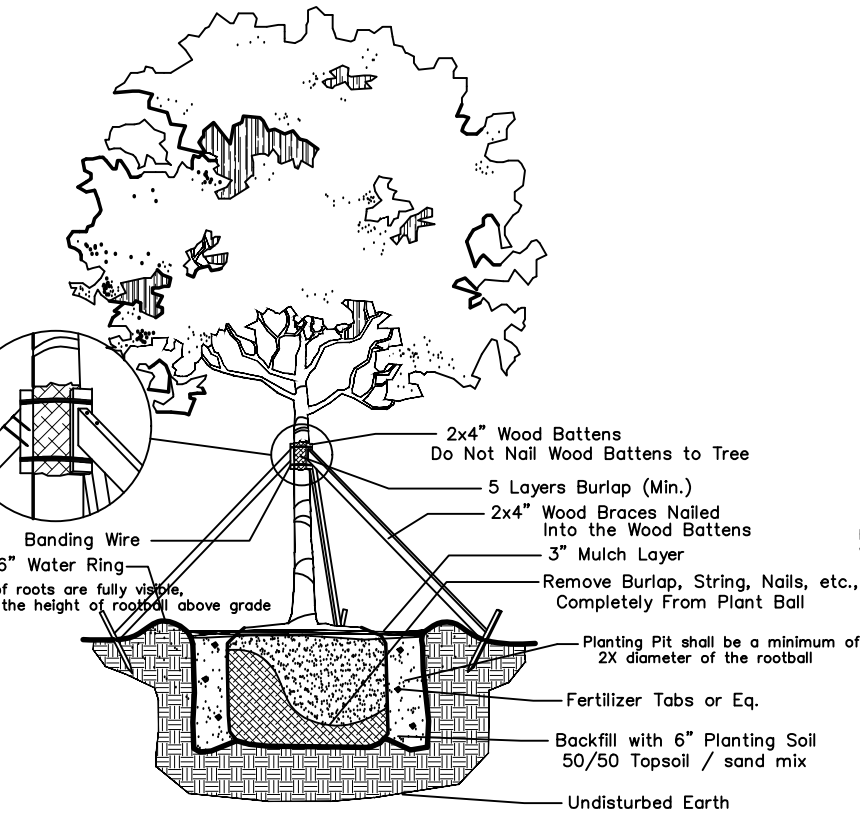 2x4” Wood Battens
Do Not Nail Wood Battens to Tree
5 Layers Burlap (Min.)
2x4” Wood Braces Nailed
Into the Wood Battens
3” Mulch Layer
Remove Burlap, String, Nails, etc.,
Completely From Plant Ball
Planting Pit shall be a minimum of
2X diameter of the rootball
Fertilizer Tabs or Eq.
Backfill with 6” Planting Soil
50/50 Topsoil / sand mix
Undisturbed Earth
Banding Wire
6” Water Ring
of roots are fully visible,
the height of rootball above grade